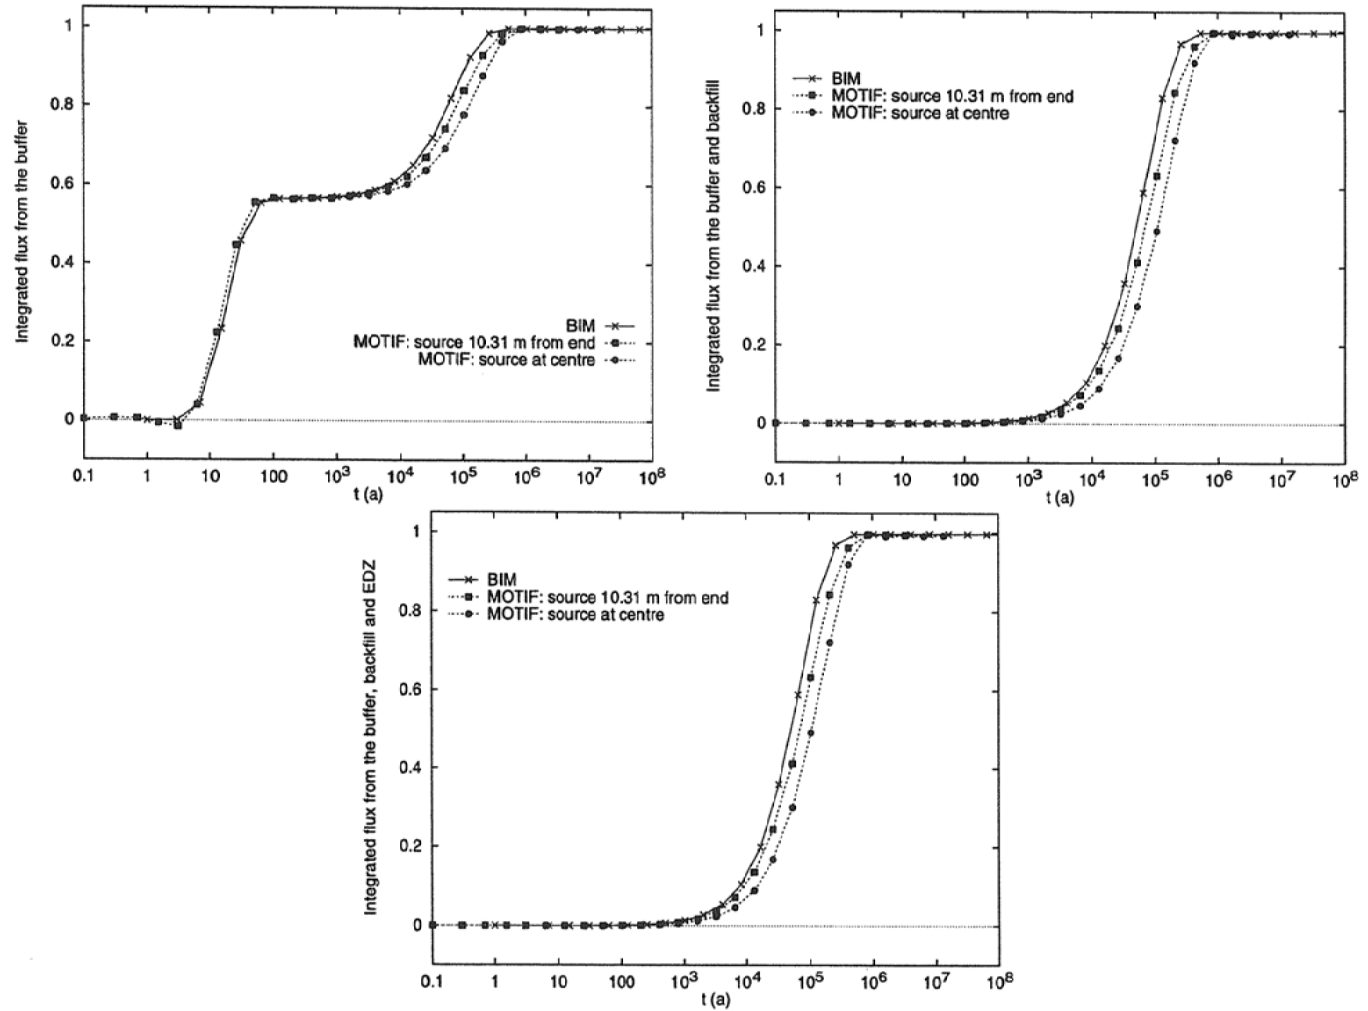 Integrated flux from the buffer
1
0.8
0.6
0.4
0.2
0
BIM
MOTIF: source 10.31 m from end
MOTIF: source at centre
0.1 1 10 100 10³ 10⁴ 10⁵ 10⁶ 10⁷ 10⁸
t (a)
Integrated flux from the buffer and backfill
1
0.8
0.6
0.4
0.2
0
BIM
MOTIF: source 10.31 m from end
MOTIF: source at centre
0.1 1 10 100 10³ 10⁴ 10⁵ 10⁶ 10⁷ 10⁸
t (a)
Integrated flux from the buffer, backfill and EDZ
1
0.8
0.6
0.4
0.2
0
BIM
MOTIF: source 10.31 m from end
MOTIF: source at centre
0.1 1 10 100 10³ 10⁴ 10⁵ 10⁶ 10⁷ 10⁸
t (a)